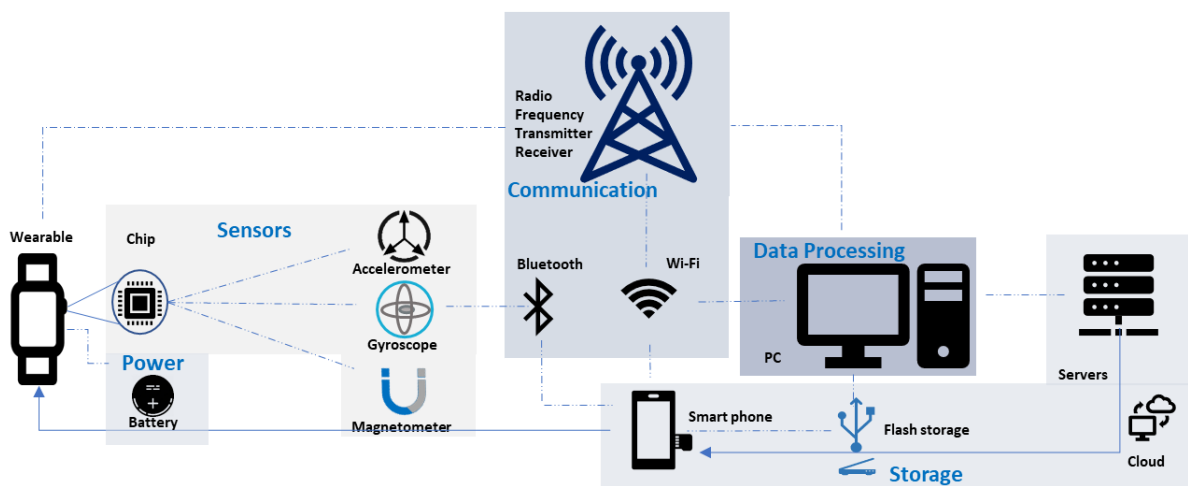 Radio
Frequency
Transmitter
Receiver
Communication
Wearable
Chip
Sensors
Accelerometer
Gyroscope
Magnetometer
Power
Battery
Bluetooth
Wi-Fi
Data Processing
PC
Servers
Smart phone
Flash storage
Storage
Cloud